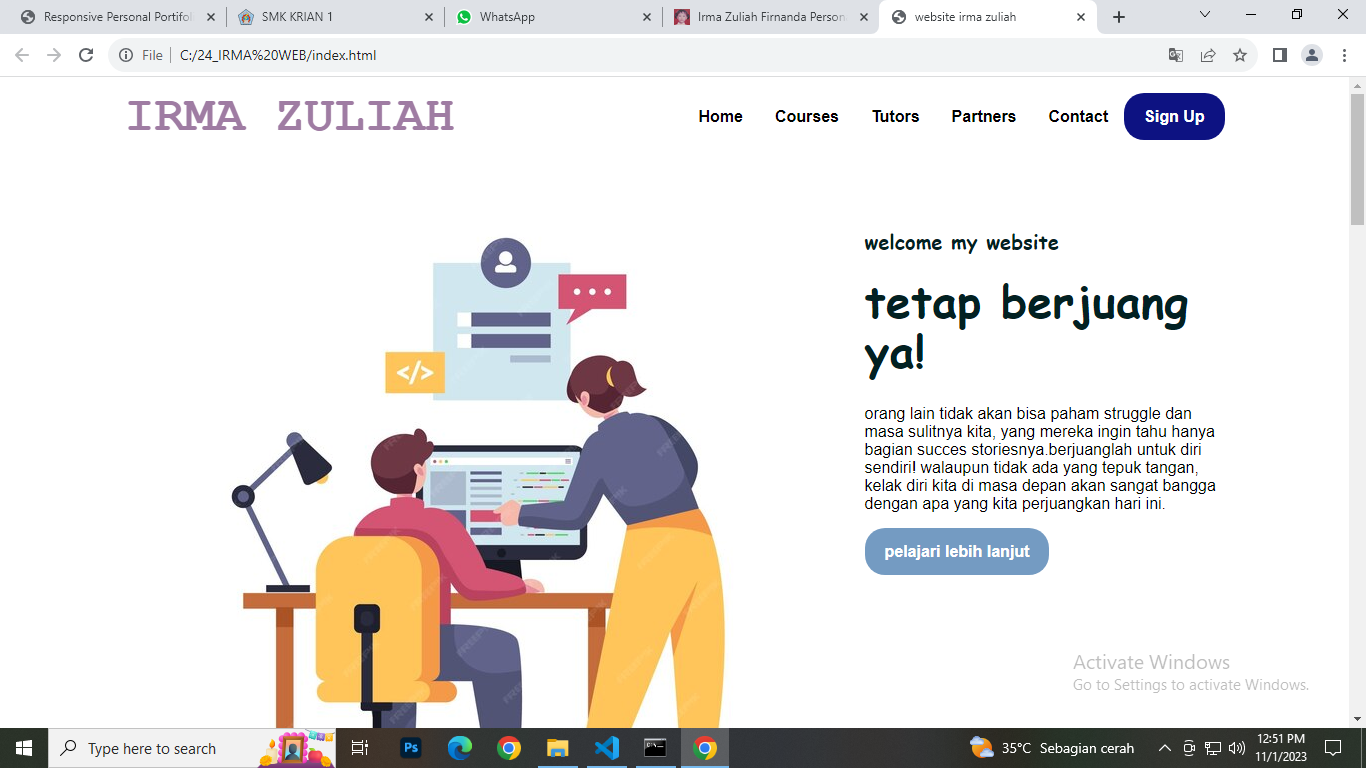 Responsive Personal Portifol
SMK KRIAN 1
WhatsApp
Irma Zuliah Firnanda Person
website irma zuliah
File
C:/24_IRMA%20WEB/index.html
IRMA ZULIAH
Home
Courses
Tutors
Partners
Contact
Sign Up
welcome my website
tetap berjuang
ya!
orang lain tidak akan bisa paham struggle dan
masa sulitnya kita, yang mereka ingin tahu hanya
bagian succes storiesnya.berjuanglah untuk diri
sendiri! walaupun tidak ada yang tepuk tangan,
kelak diri kita di masa depan akan sangat bangga
dengan apa yang kita perjuangkan hari ini.
pelajari lebih lanjut
</>
Activate Windows
Go to Settings to activate Windows.
Type here to search
Ps
35°C Sebagian cerah
12:51 PM
11/1/2023